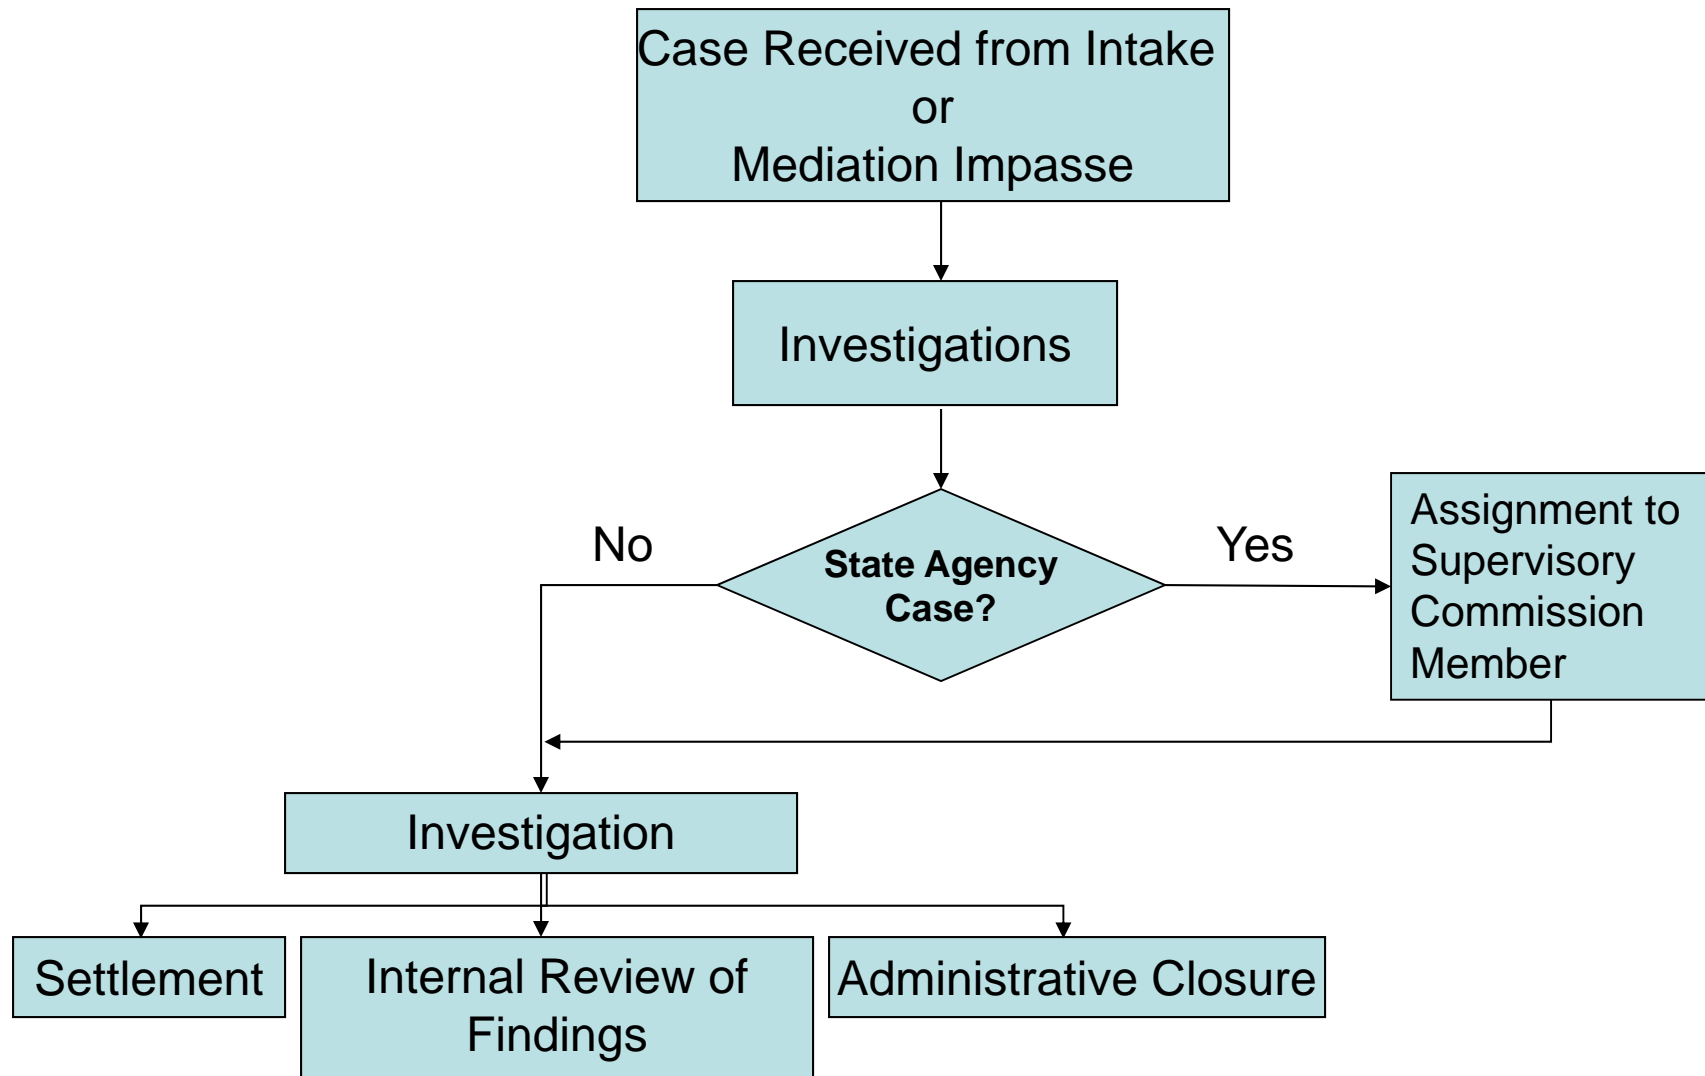 Case Received from Intake
or
Mediation Impasse
Investigations
No
State Agency
Case?
Yes
Assignment to
Supervisory
Commission
Member
Investigation
Settlement
Internal Review of
Findings
Administrative Closure